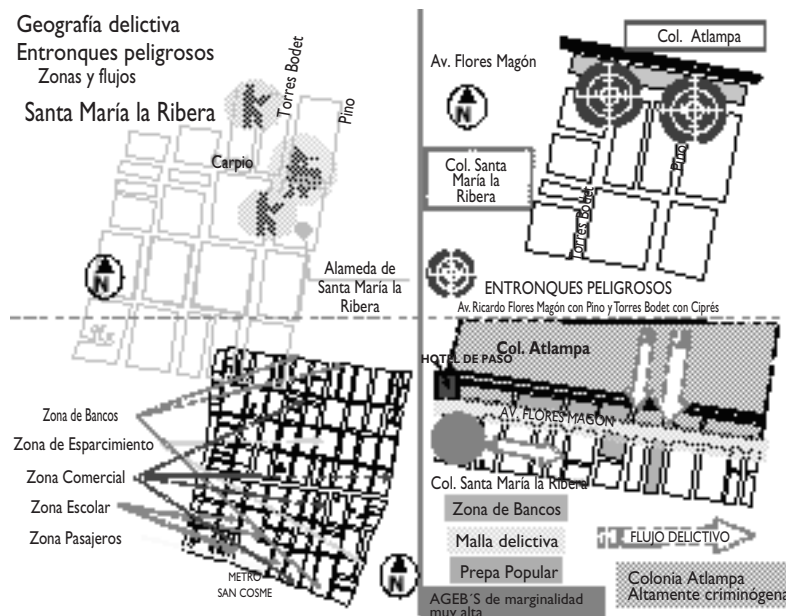 Geografía delictiva
Entronques peligrosos
Zonas y flujos
Santa María la Ribera
Torres Bodet
Pino
Carpio
N
Alameda de
Santa María la
Ribera
Col. Atlampa
Av. Flores Magón
N
Col. Santa
María la
Ribera
Pino
Torres Bodet
ENTRONQUES PELIGROSOS
Av. Ricardo Flores Magón con Pino y Torres Bodet con Ciprés
Zona de Bancos
Zona de Esparcimiento
Zona Comercial
Zona Escolar
Zona Pasajeros
METRO
SAN COSME
N
Col. Atlampa
HOTEL DE PASO
AV. FLORES MAGÓN
Col. Santa María la Ribera
Zona de Bancos
Malla delictiva
FLUJO DELICTIVO
Prepa Popular
Colonia Atlampa
Altamente criminógena
AGEB´S de marginalidad
muy alta